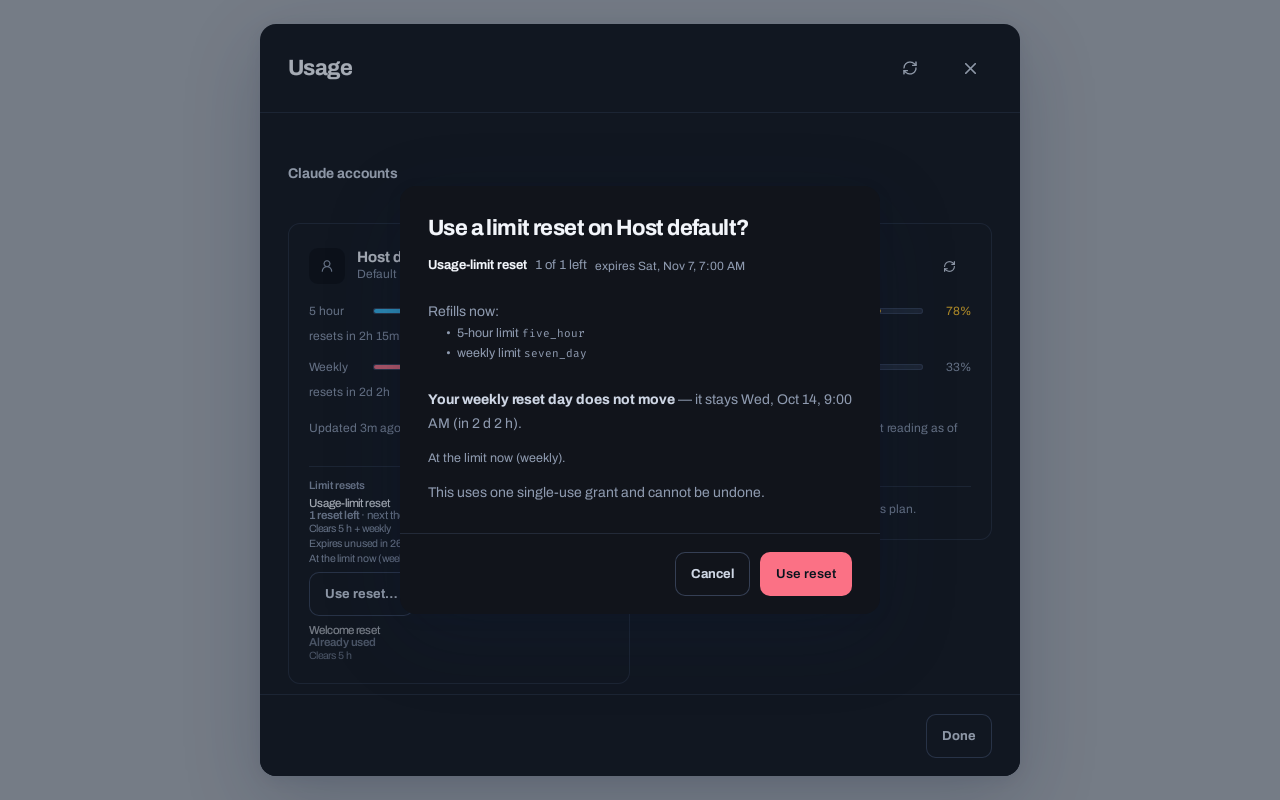 Usage
Claude accounts
Use a limit reset on Host default?
Usage-limit reset 1 of 1 left expires Sat, Nov 7, 7:00 AM
Refills now:
• 5-hour limit five_hour
• weekly limit seven_day
Your weekly reset day does not move — it stays Wed, Oct 14, 9:00
AM (in 2 d 2 h).
At the limit now (weekly).
This uses one single-use grant and cannot be undone.
Cancel
Use reset
Host d
Default
5 hour
resets in 2h 15m
Weekly
resets in 2d 2h
Updated 3m ago
Limit resets
Usage-limit reset
1 reset left · next
Clears 5 h + weekly
Expires unused in 26
At the limit now
Use reset...
Welcome reset
Already used
Clears 5 h
78%
33%
t reading as of
s plan.
Done